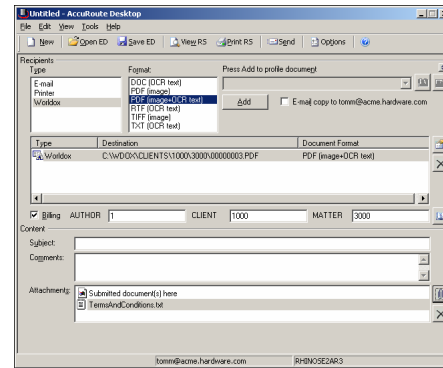 Untitled - AccuRoute Desktop
File Edit View Tools Help
New Open ED Save ED View RS Print RS Send Options
Recipients
Type Format: Press Add to profile document
E-mail
Printer
Worldox
DOC (OCR text)
PDF (image)
PDF (image+OCR text)
RTF (OCR text)
TIFF (image)
TXT (OCR text)
Add E-mail copy to tomm@acme.hardware.com
Type Destination Document Format
Worldox C:\WDOX\CLIENTS\1000\3000\00000003.PDF PDF (image+OCR text)
Billing AUTHOR 1 CLIENT 1000 MATTER 3000
Content
Subject:
Comments:
Attachments: Submitted document(s) here
TermsAndConditions.txt
tomm@acme.hardware.com RHINOSE2AR3